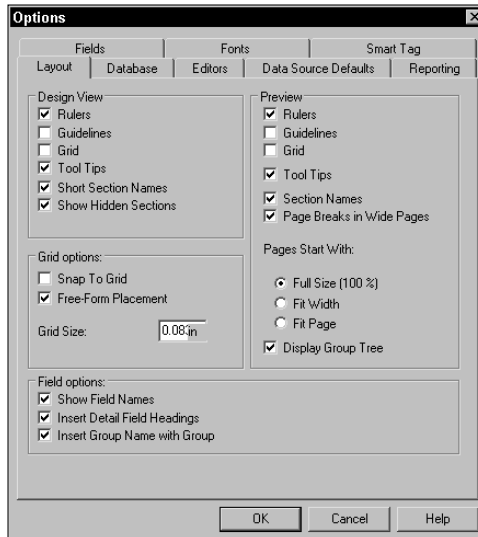 Options
Fields
Fonts
Smart Tag
Layout
Database
Editors
Data Source Defaults
Reporting
Design View
Rulers
Guidelines
Grid
Tool Tips
Short Section Names
Show Hidden Sections
Preview
Rulers
Guidelines
Grid
Tool Tips
Section Names
Page Breaks in Wide Pages
Pages Start With:
Full Size (100 %)
Fit Width
Fit Page
Display Group Tree
Grid options:
Snap To Grid
Free-Form Placement
Grid Size:
in
Field options:
Show Field Names
Insert Detail Field Headings
Insert Group Name with Group
OK
Cancel
Help